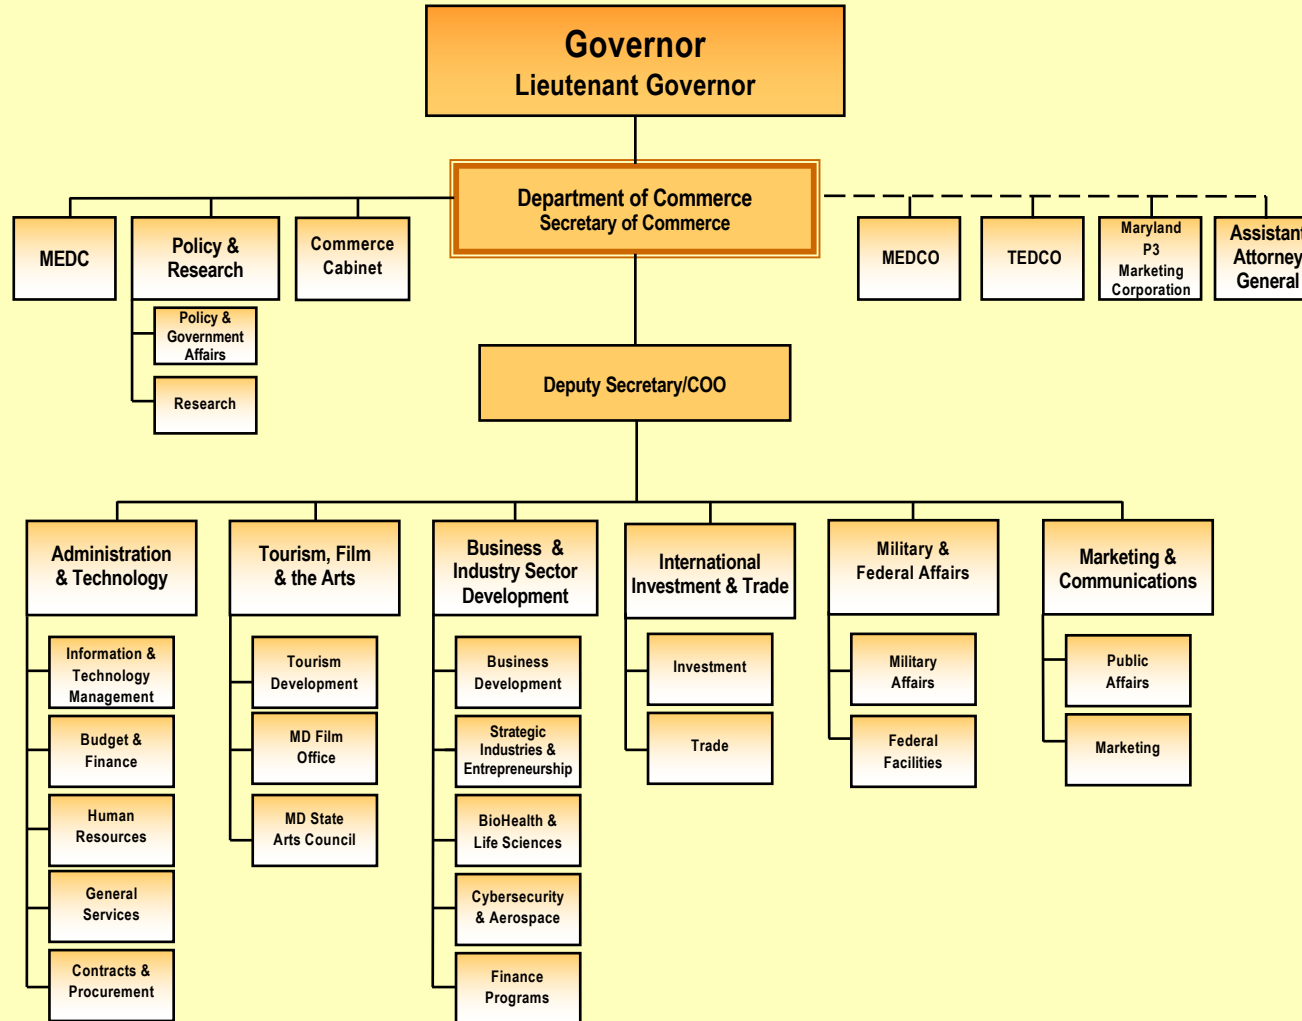 Governor
Lieutenant Governor
Department of Commerce
Secretary of Commerce
MEDC
Policy &
Research
Commerce
Cabinet
MEDCO
TEDCO
Maryland
P3
Marketing
Corporation
Assistant
Attorney
General
Policy &
Government
Affairs
Research
Deputy Secretary/COO
Administration
& Technology
Tourism, Film
& the Arts
Business &
Industry Sector
Development
International
Investment & Trade
Military &
Federal Affairs
Marketing &
Communications
Information &
Technology
Management
Budget &
Finance
Human
Resources
General
Services
Contracts &
Procurement
Tourism
Development
MD Film
Office
MD State
Arts Council
Business
Development
Strategic
Industries &
Entrepreneurship
BioHealth &
Life Sciences
Cybersecurity
& Aerospace
Finance
Programs
Investment
Trade
Military
Affairs
Federal
Facilities
Public
Affairs
Marketing